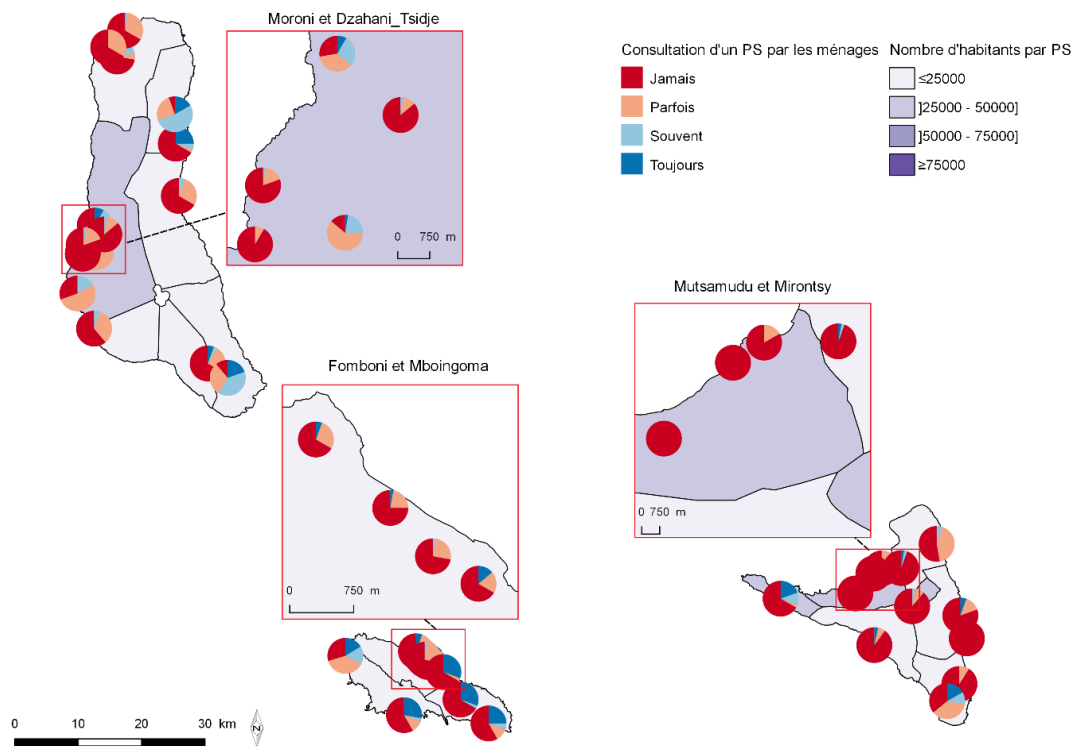 Moroni et Dzahani_Tsidje
0 750 m
Consultation d'un PS par les ménages
Jamais
Parfois
Souvent
Toujours
Nombre d'habitants par PS
≤25000
]25000 - 50000]
]50000 - 75000]
≥75000
Fomboni et Mboingoma
0 750 m
Mutsamudu et Mirontsy
0 750 m
0 10 20 30 km
N